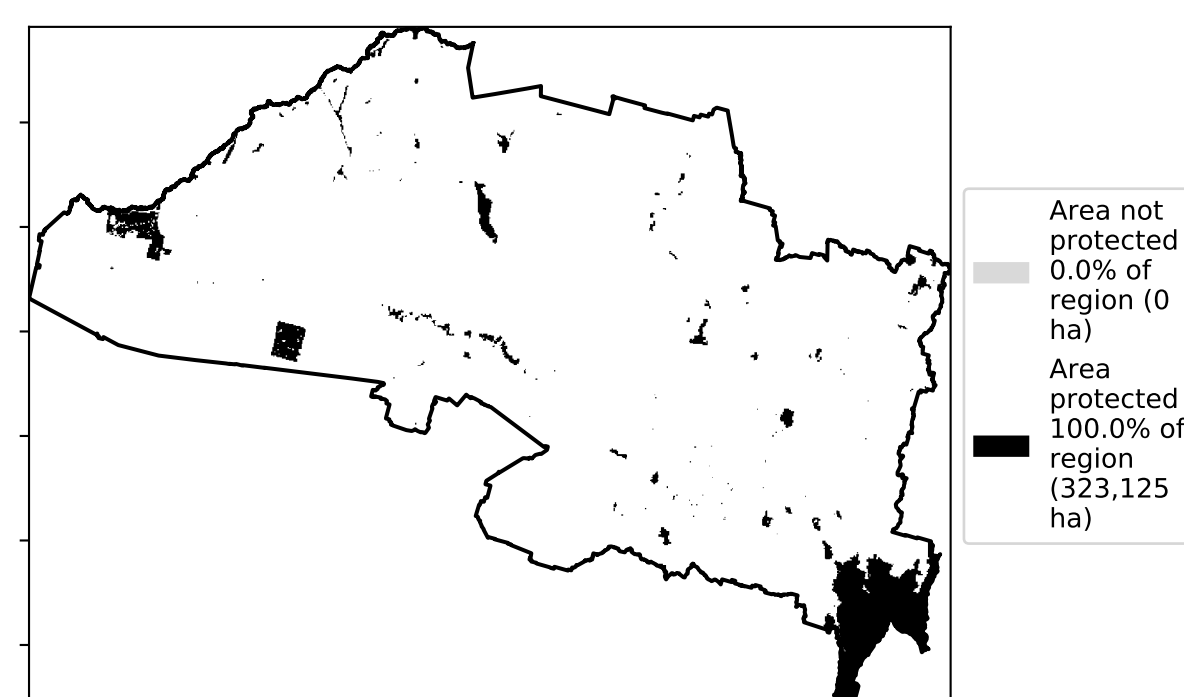 Area not
protected
0.0% of
region (0
ha)
Area
protected
100.0% of
region
(323,125
ha)